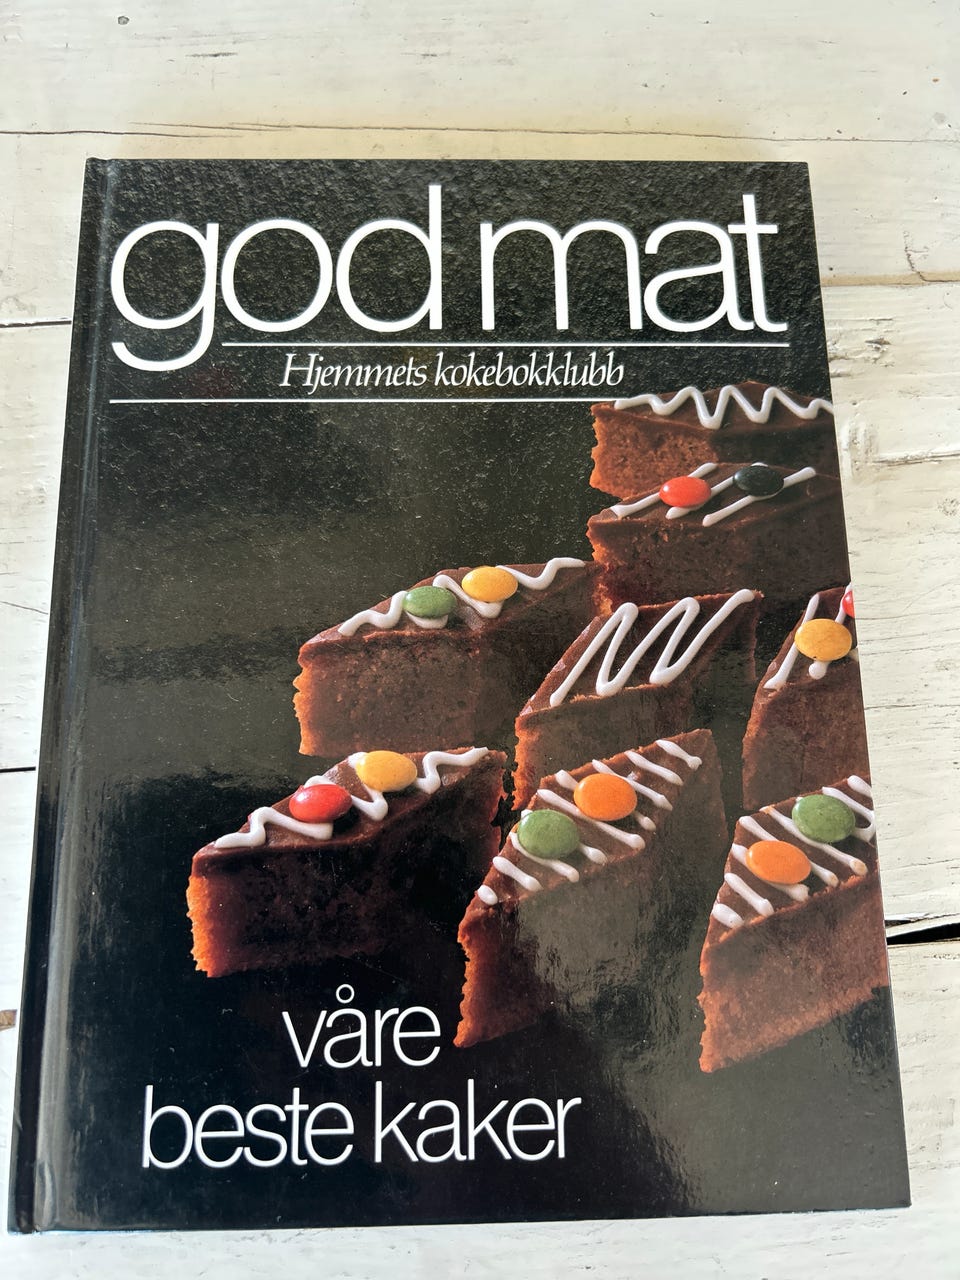 god mat
Hjemmets kokebokklubb
våre
beste kaker